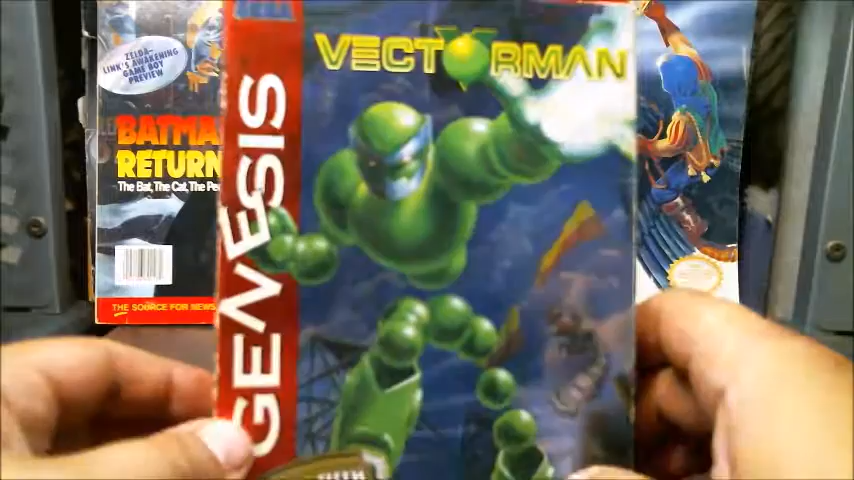 ZELDA–
LINK'S AWAKENING
GAME BOY
PREVIEW
BATMA
RETURN
The Bat, The Cat, The Pe
THE SOURCE FOR NEWS
GENESIS
VECTORMAN